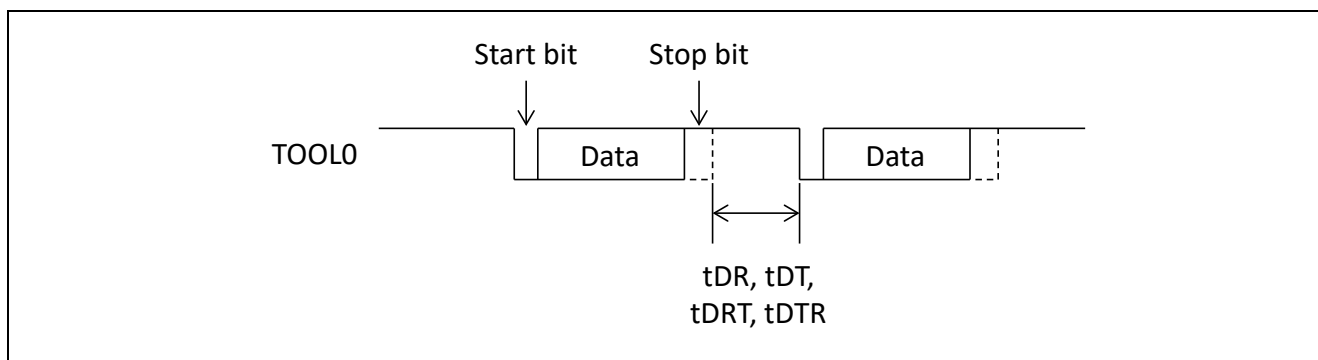 Start bit
Stop bit
TOOL0
Data
Data
tDR, tDT,
tDRT, tDTR